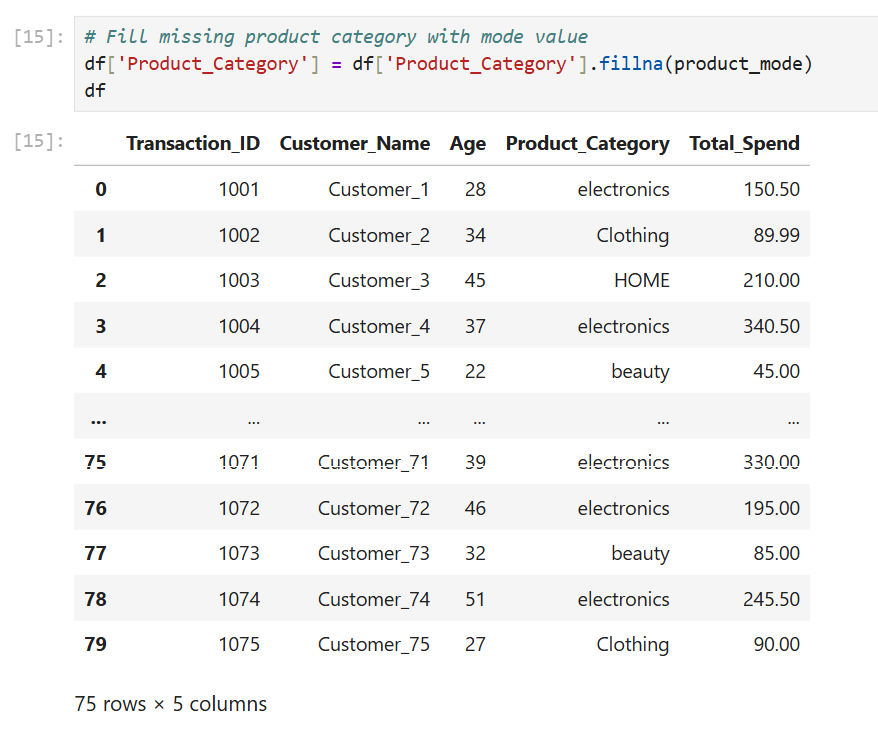 [15]: # Fill missing product category with mode value
df['Product_Category'] = df['Product_Category'].fillna(product_mode)
df
[15]: Transaction_ID Customer_Name Age Product_Category Total_Spend
0 1001 Customer_1 28 electronics 150.50
1 1002 Customer_2 34 Clothing 89.99
2 1003 Customer_3 45 HOME 210.00
3 1004 Customer_4 37 electronics 340.50
4 1005 Customer_5 22 beauty 45.00
... ... ... ... ... ...
75 1071 Customer_71 39 electronics 330.00
76 1072 Customer_72 46 electronics 195.00
77 1073 Customer_73 32 beauty 85.00
78 1074 Customer_74 51 electronics 245.50
79 1075 Customer_75 27 Clothing 90.00
75 rows × 5 columns